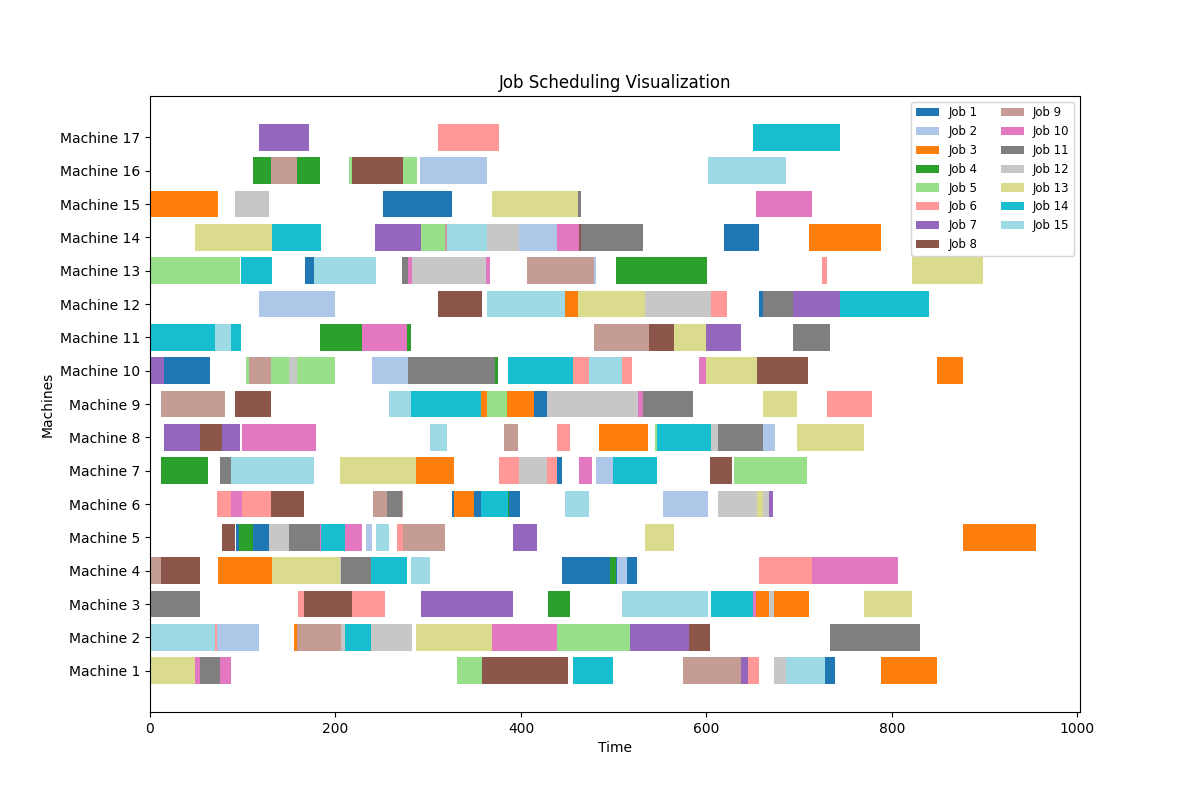 Job Scheduling Visualization
Machine 17
Machine 16
Machine 15
Machine 14
Machine 13
Machine 12
Machine 11
Machine 10
Machine 9
Machine 8
Machine 7
Machine 6
Machine 5
Machine 4
Machine 3
Machine 2
Machine 1
Machines
0 200 400 600 800 1000
Time
Job 1
Job 2
Job 3
Job 4
Job 5
Job 6
Job 7
Job 8
Job 9
Job 10
Job 11
Job 12
Job 13
Job 14
Job 15